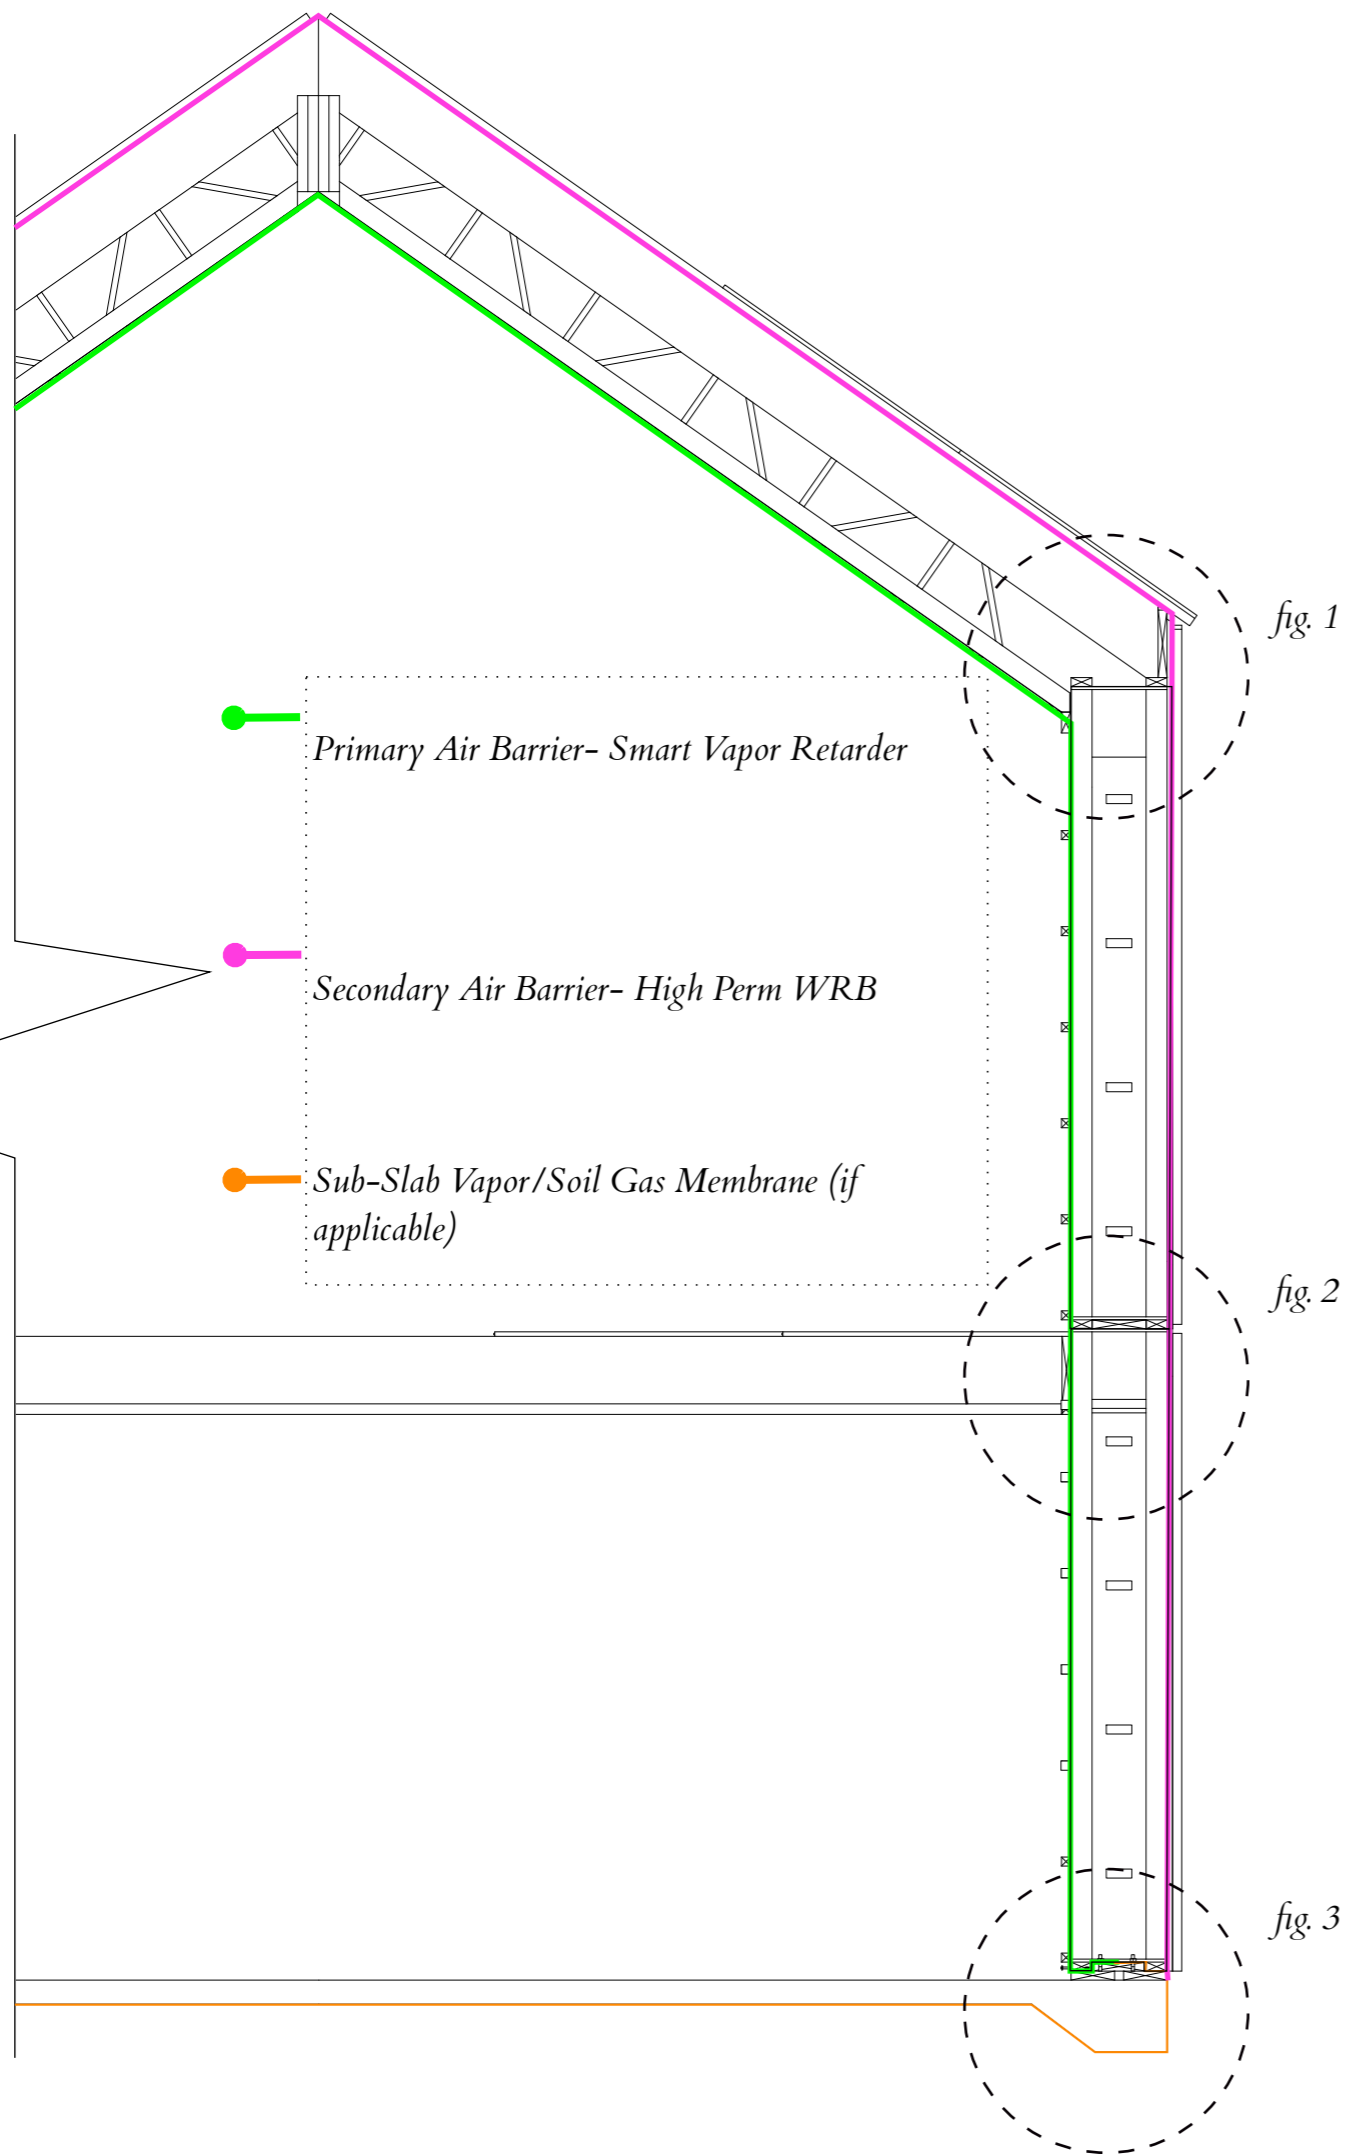 fig. 1
Primary Air Barrier- Smart Vapor Retarder
Secondary Air Barrier- High Perm WRB
Sub-Slab Vapor/Soil Gas Membrane (if
applicable)
fig. 2
fig. 3